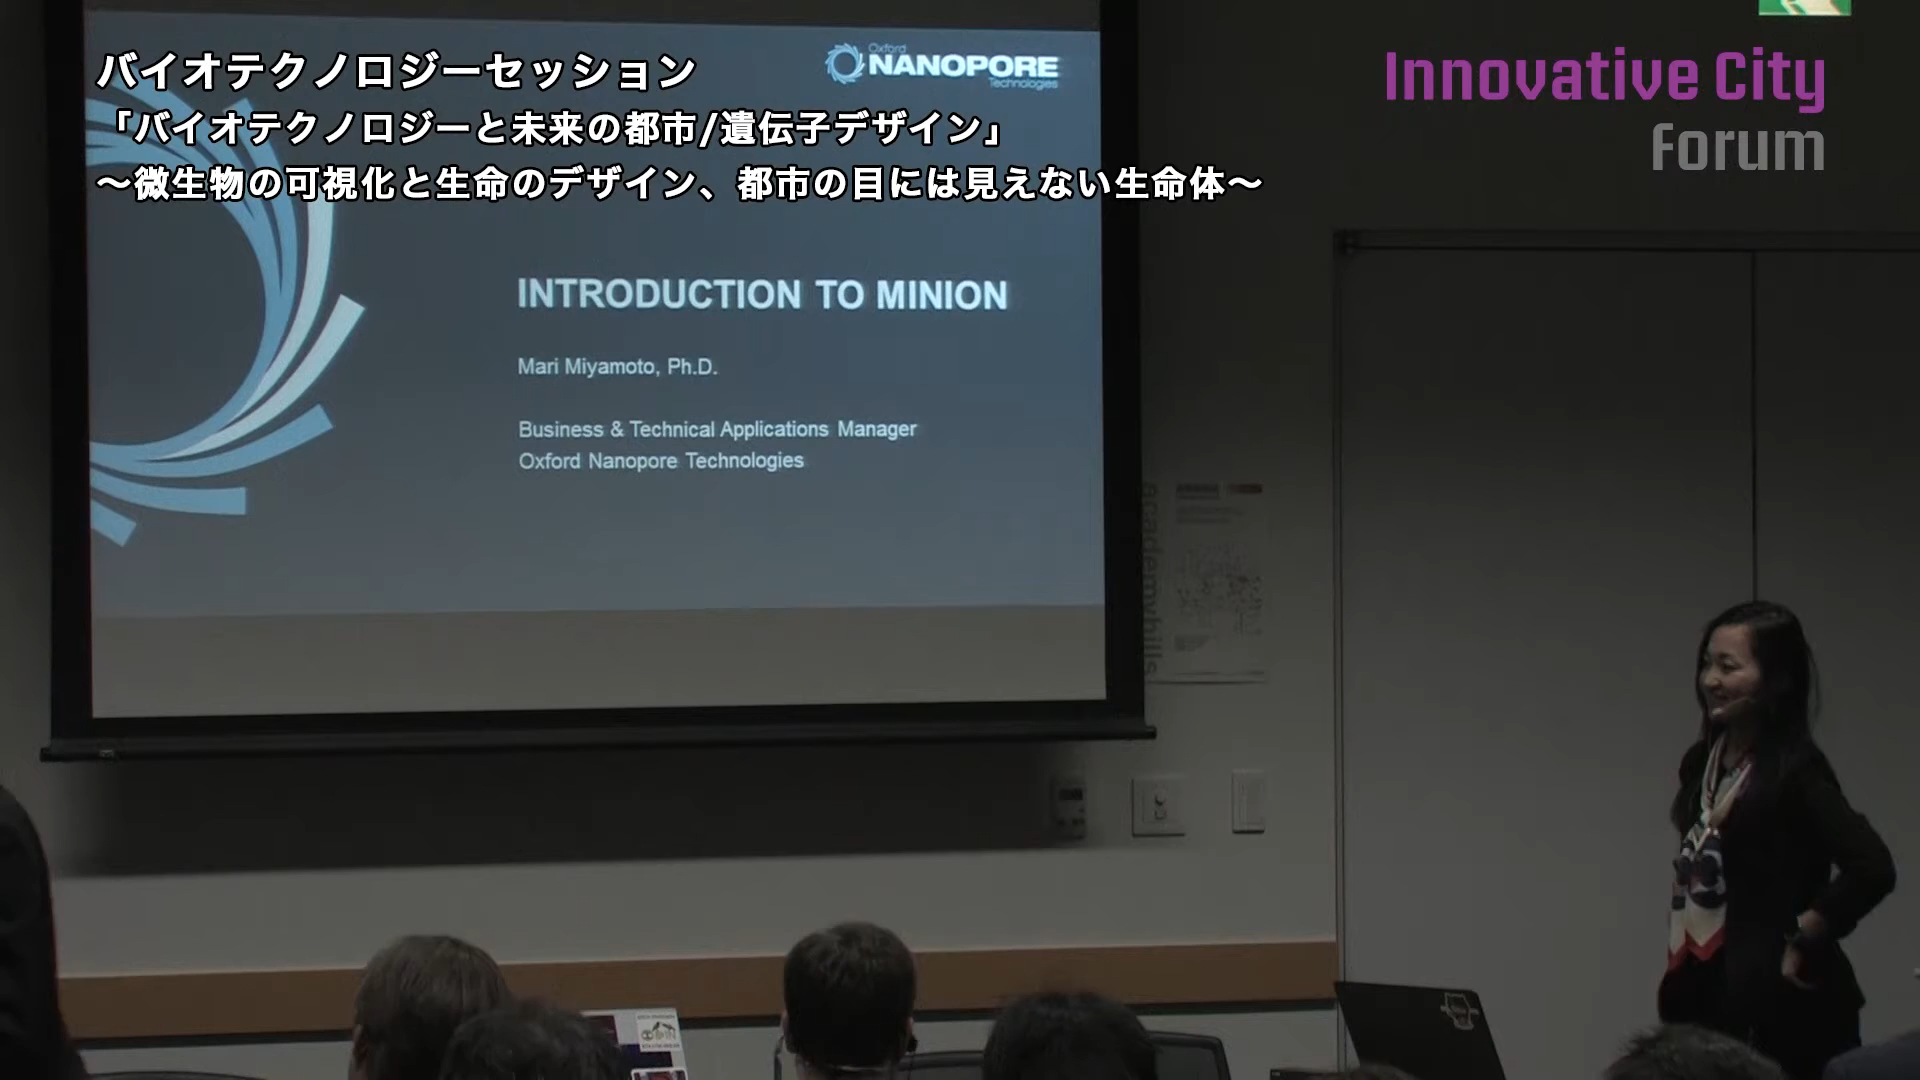 バイオテクノロジーセッション
「バイオテクノロジーと未来の都市/遺伝子デザイン」
〜微生物の可視化と生命のデザイン、都市の目には見えない生命体〜
Innovative City
Forum
Oxford
NANOPORE
Technologies
INTRODUCTION TO MINION
Mari Miyamoto, Ph.D.
Business & Technical Applications Manager
Oxford Nanopore Technologies
academyhills